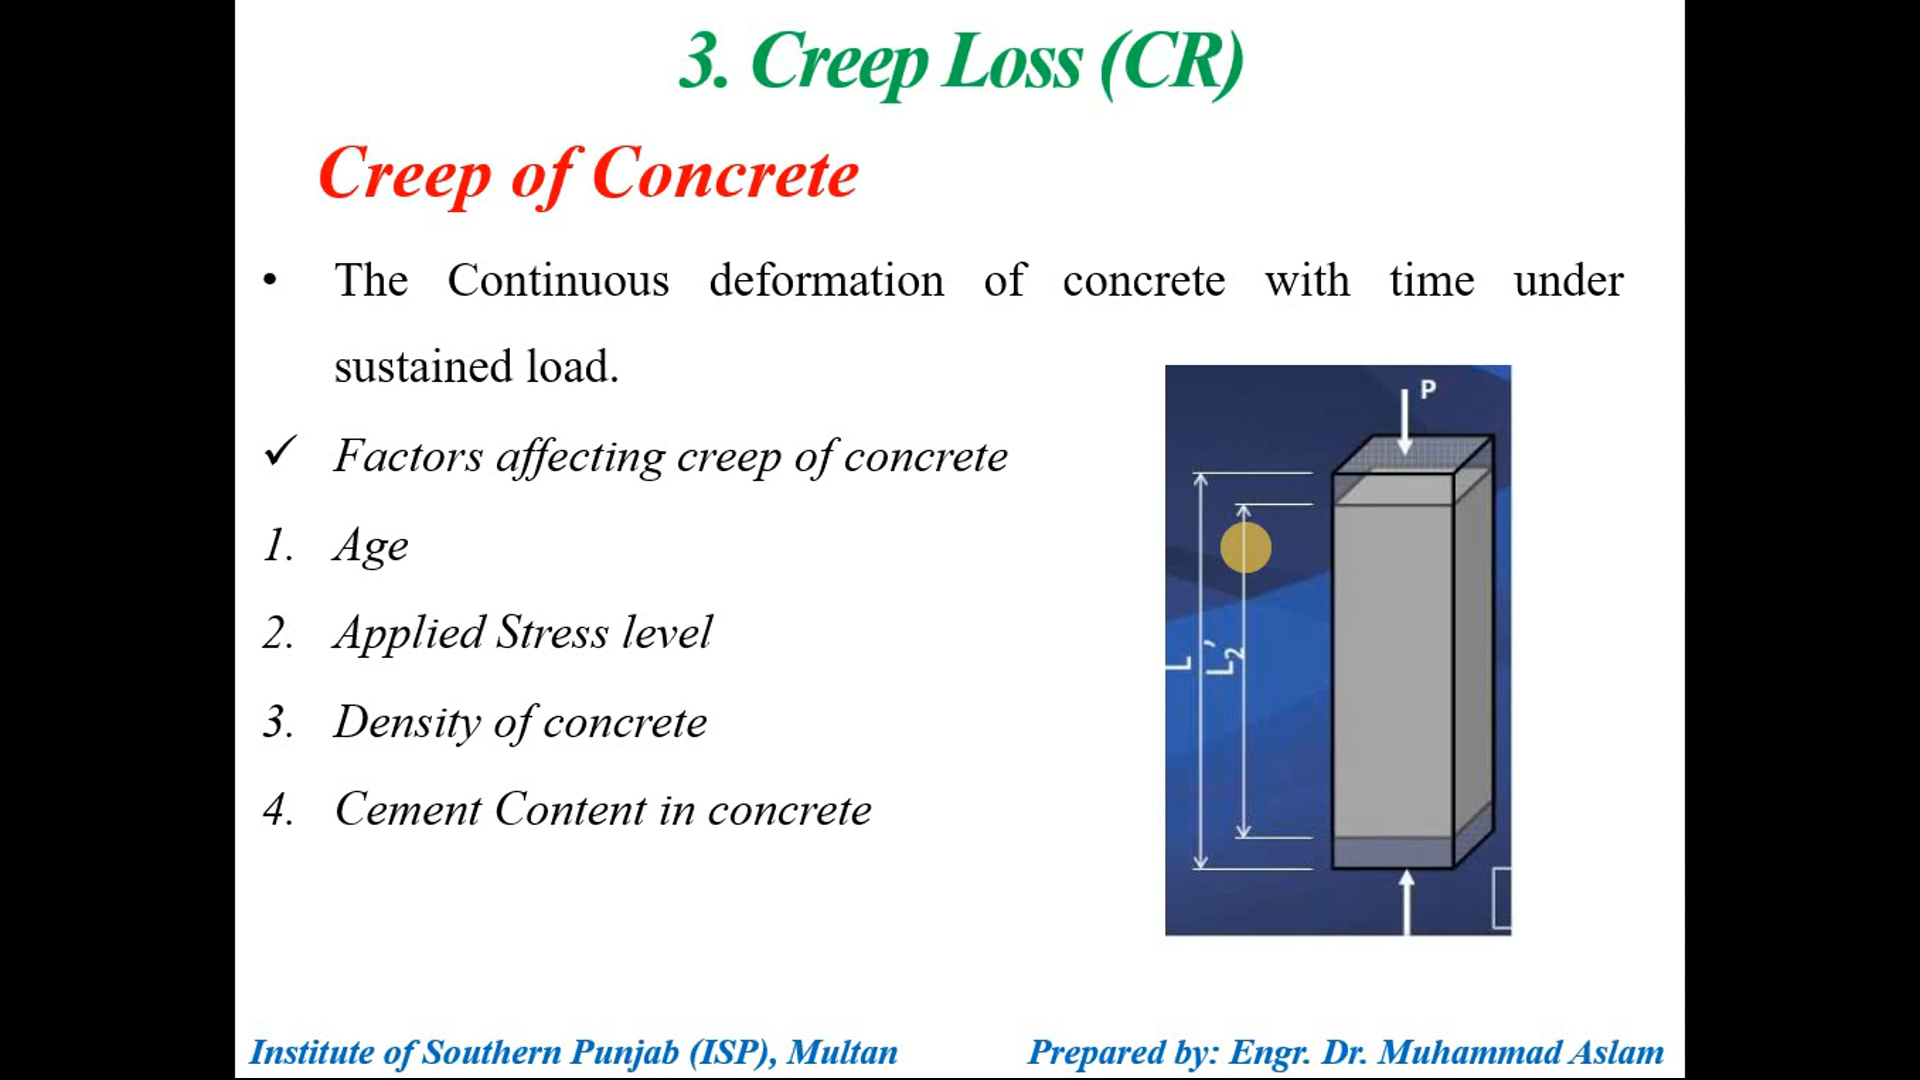 3. Creep Loss (CR)
Creep of Concrete
• The Continuous deformation of concrete with time under
sustained load.
✓ Factors affecting creep of concrete
1. Age
2. Applied Stress level
3. Density of concrete
4. Cement Content in concrete
P
L
L₂'
Institute of Southern Punjab (ISP), Multan
Prepared by: Engr. Dr. Muhammad Aslam